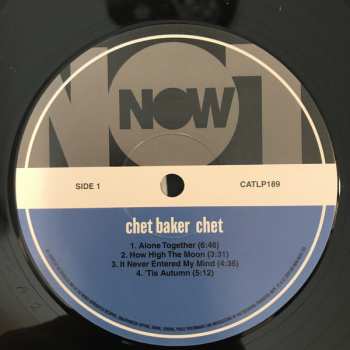 NOT
NOW
SIDE 1
CATLP189
chet baker chet
1. Alone Together (6:46)
2. How High The Moon (3:31)
3. It Never Entered My Mind (4:36)
4. 'Tis Autumn (5:12)